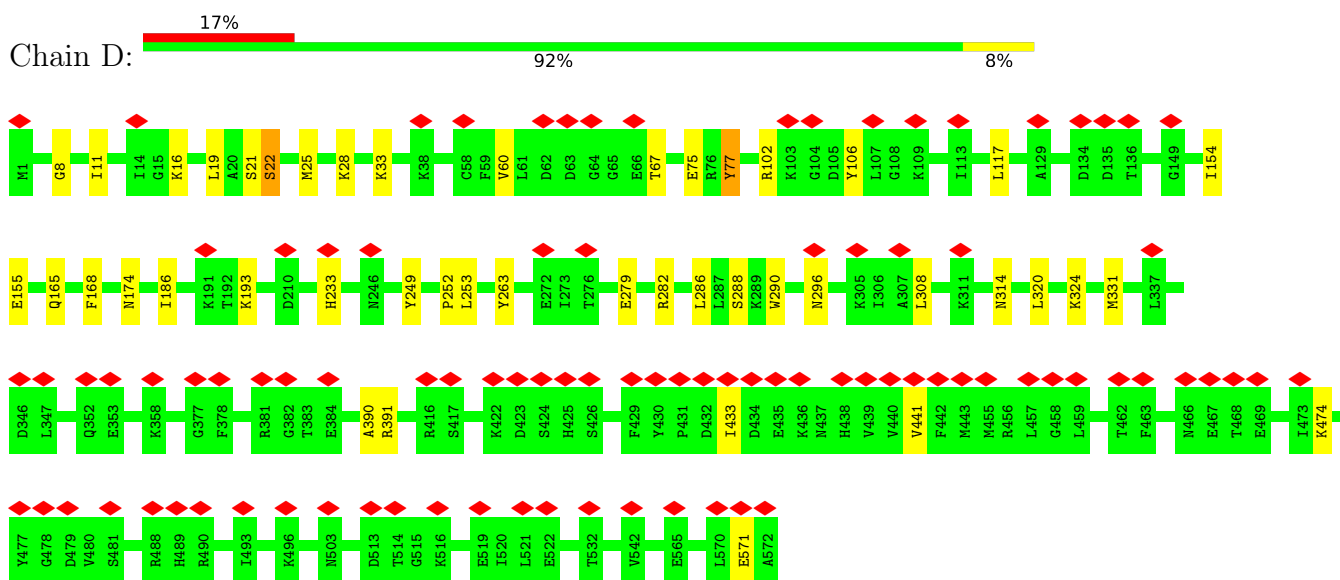 17%
Chain D:
92% 8%
M1 I14 G15 K16 L19 A20 S21 S22 M25 K28 K33 K38 C58 F59 V60 L61 D62 D63 G64 G65 E66 T67 E75 R76 Y77 R102 K103 G104 D105 Y106 L107 G108 K109 I113 L117 A129 D134 D135 T136 G149 I154
G8 I11
E155 Q165 F168 N174 I186 K191 T192 K193 D210 H233 N246 Y249 P252 L253 Y263 E272 I273 T276 E279 R282 L286 L287 S288 K289 W290 N296 K305 I306 A307 L308 K311 N314 L320 K324 M331 L337
D346 L347 Q352 E353 K358 G377 F378 R381 G382 T383 E384 A390 R391 R416 S417 K422 D423 S424 H425 S426 F429 Y430 P431 D432 I433 D434 E435 K436 N437 H438 V439 V440 V441 F442 M443 M455 R456 L457 G458 L459 T462 F463 N466 E467 T468 E469 I473 K474
Y477 G478 D479 V480 S481 R488 H489 R490 I493 K496 N503 D513 T514 G515 K516 E519 I520 L521 E522 T532 V542 E565 L570 E571 A572